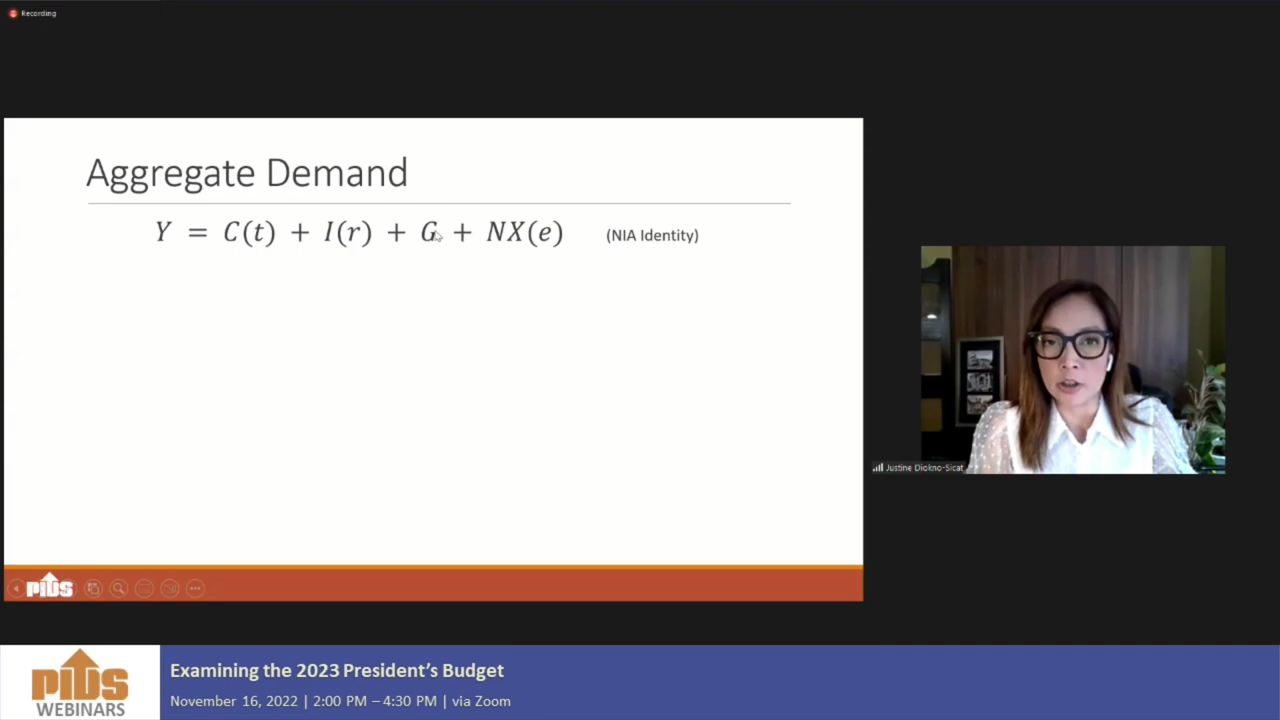 Recording
Aggregate Demand
Y = C(t) + I(r) + G + NX(e) (NIA Identity)
Justine Diokno-Sicat
PIDS
PIDS
WEBINARS
Examining the 2023 President's Budget
November 16, 2022 | 2:00 PM – 4:30 PM | via Zoom